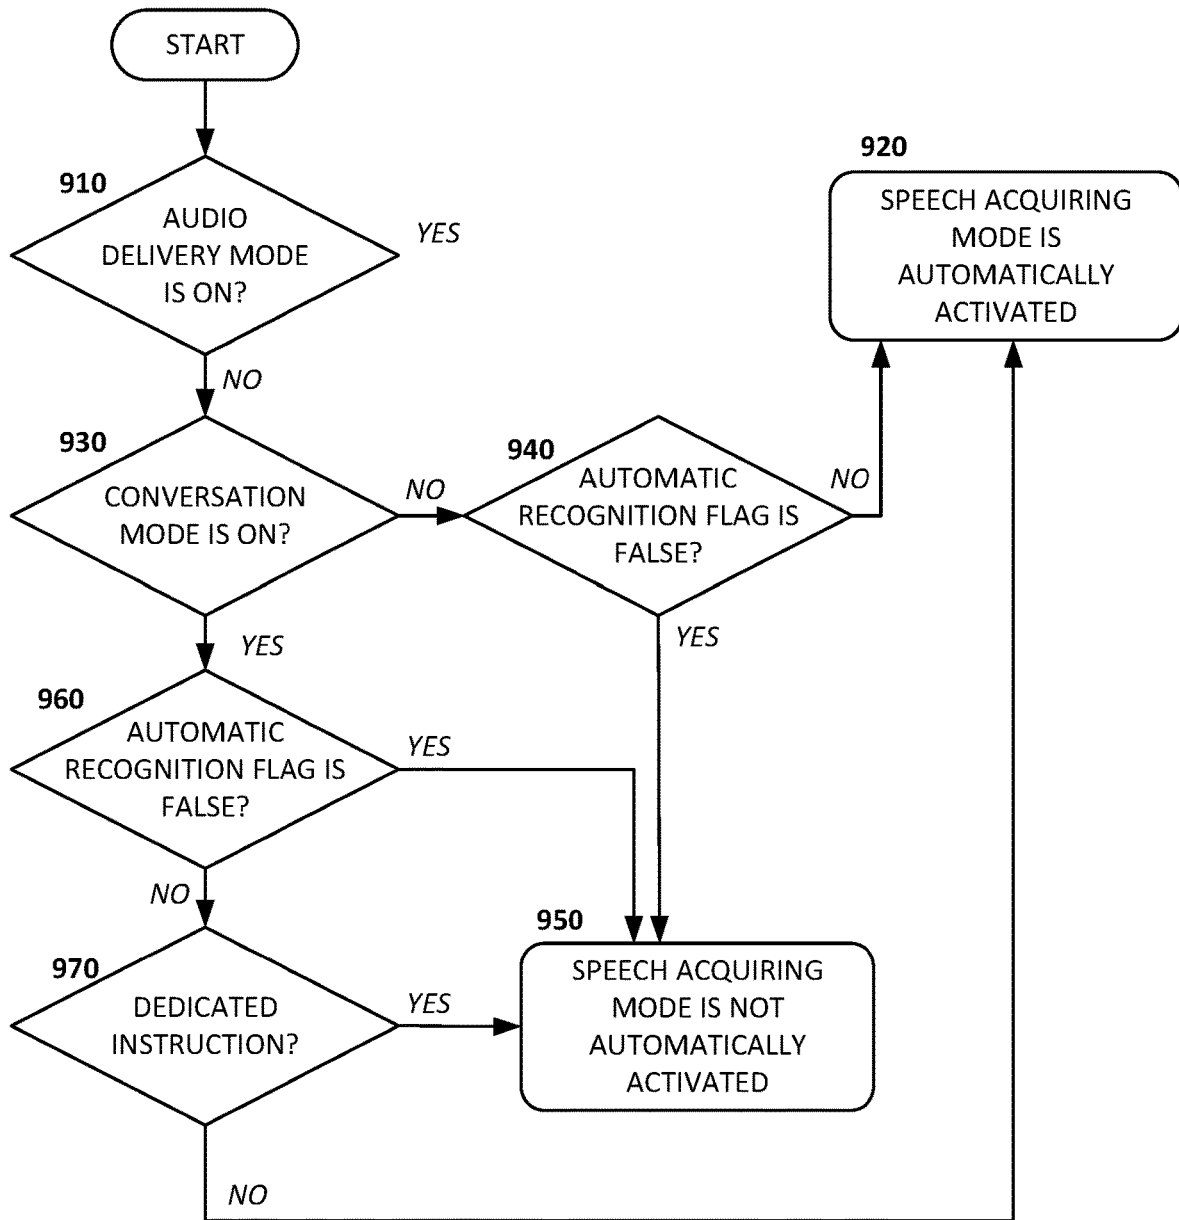 START
910
AUDIO
DELIVERY MODE
IS ON?
YES
NO
920
SPEECH ACQUIRING
MODE IS
AUTOMATICALLY
ACTIVATED
930
CONVERSATION
MODE IS ON?
NO
YES
940
AUTOMATIC
RECOGNITION FLAG IS
FALSE?
NO
YES
960
AUTOMATIC
RECOGNITION FLAG IS
FALSE?
YES
NO
970
DEDICATED
INSTRUCTION?
YES
NO
950
SPEECH ACQUIRING
MODE IS NOT
AUTOMATICALLY
ACTIVATED